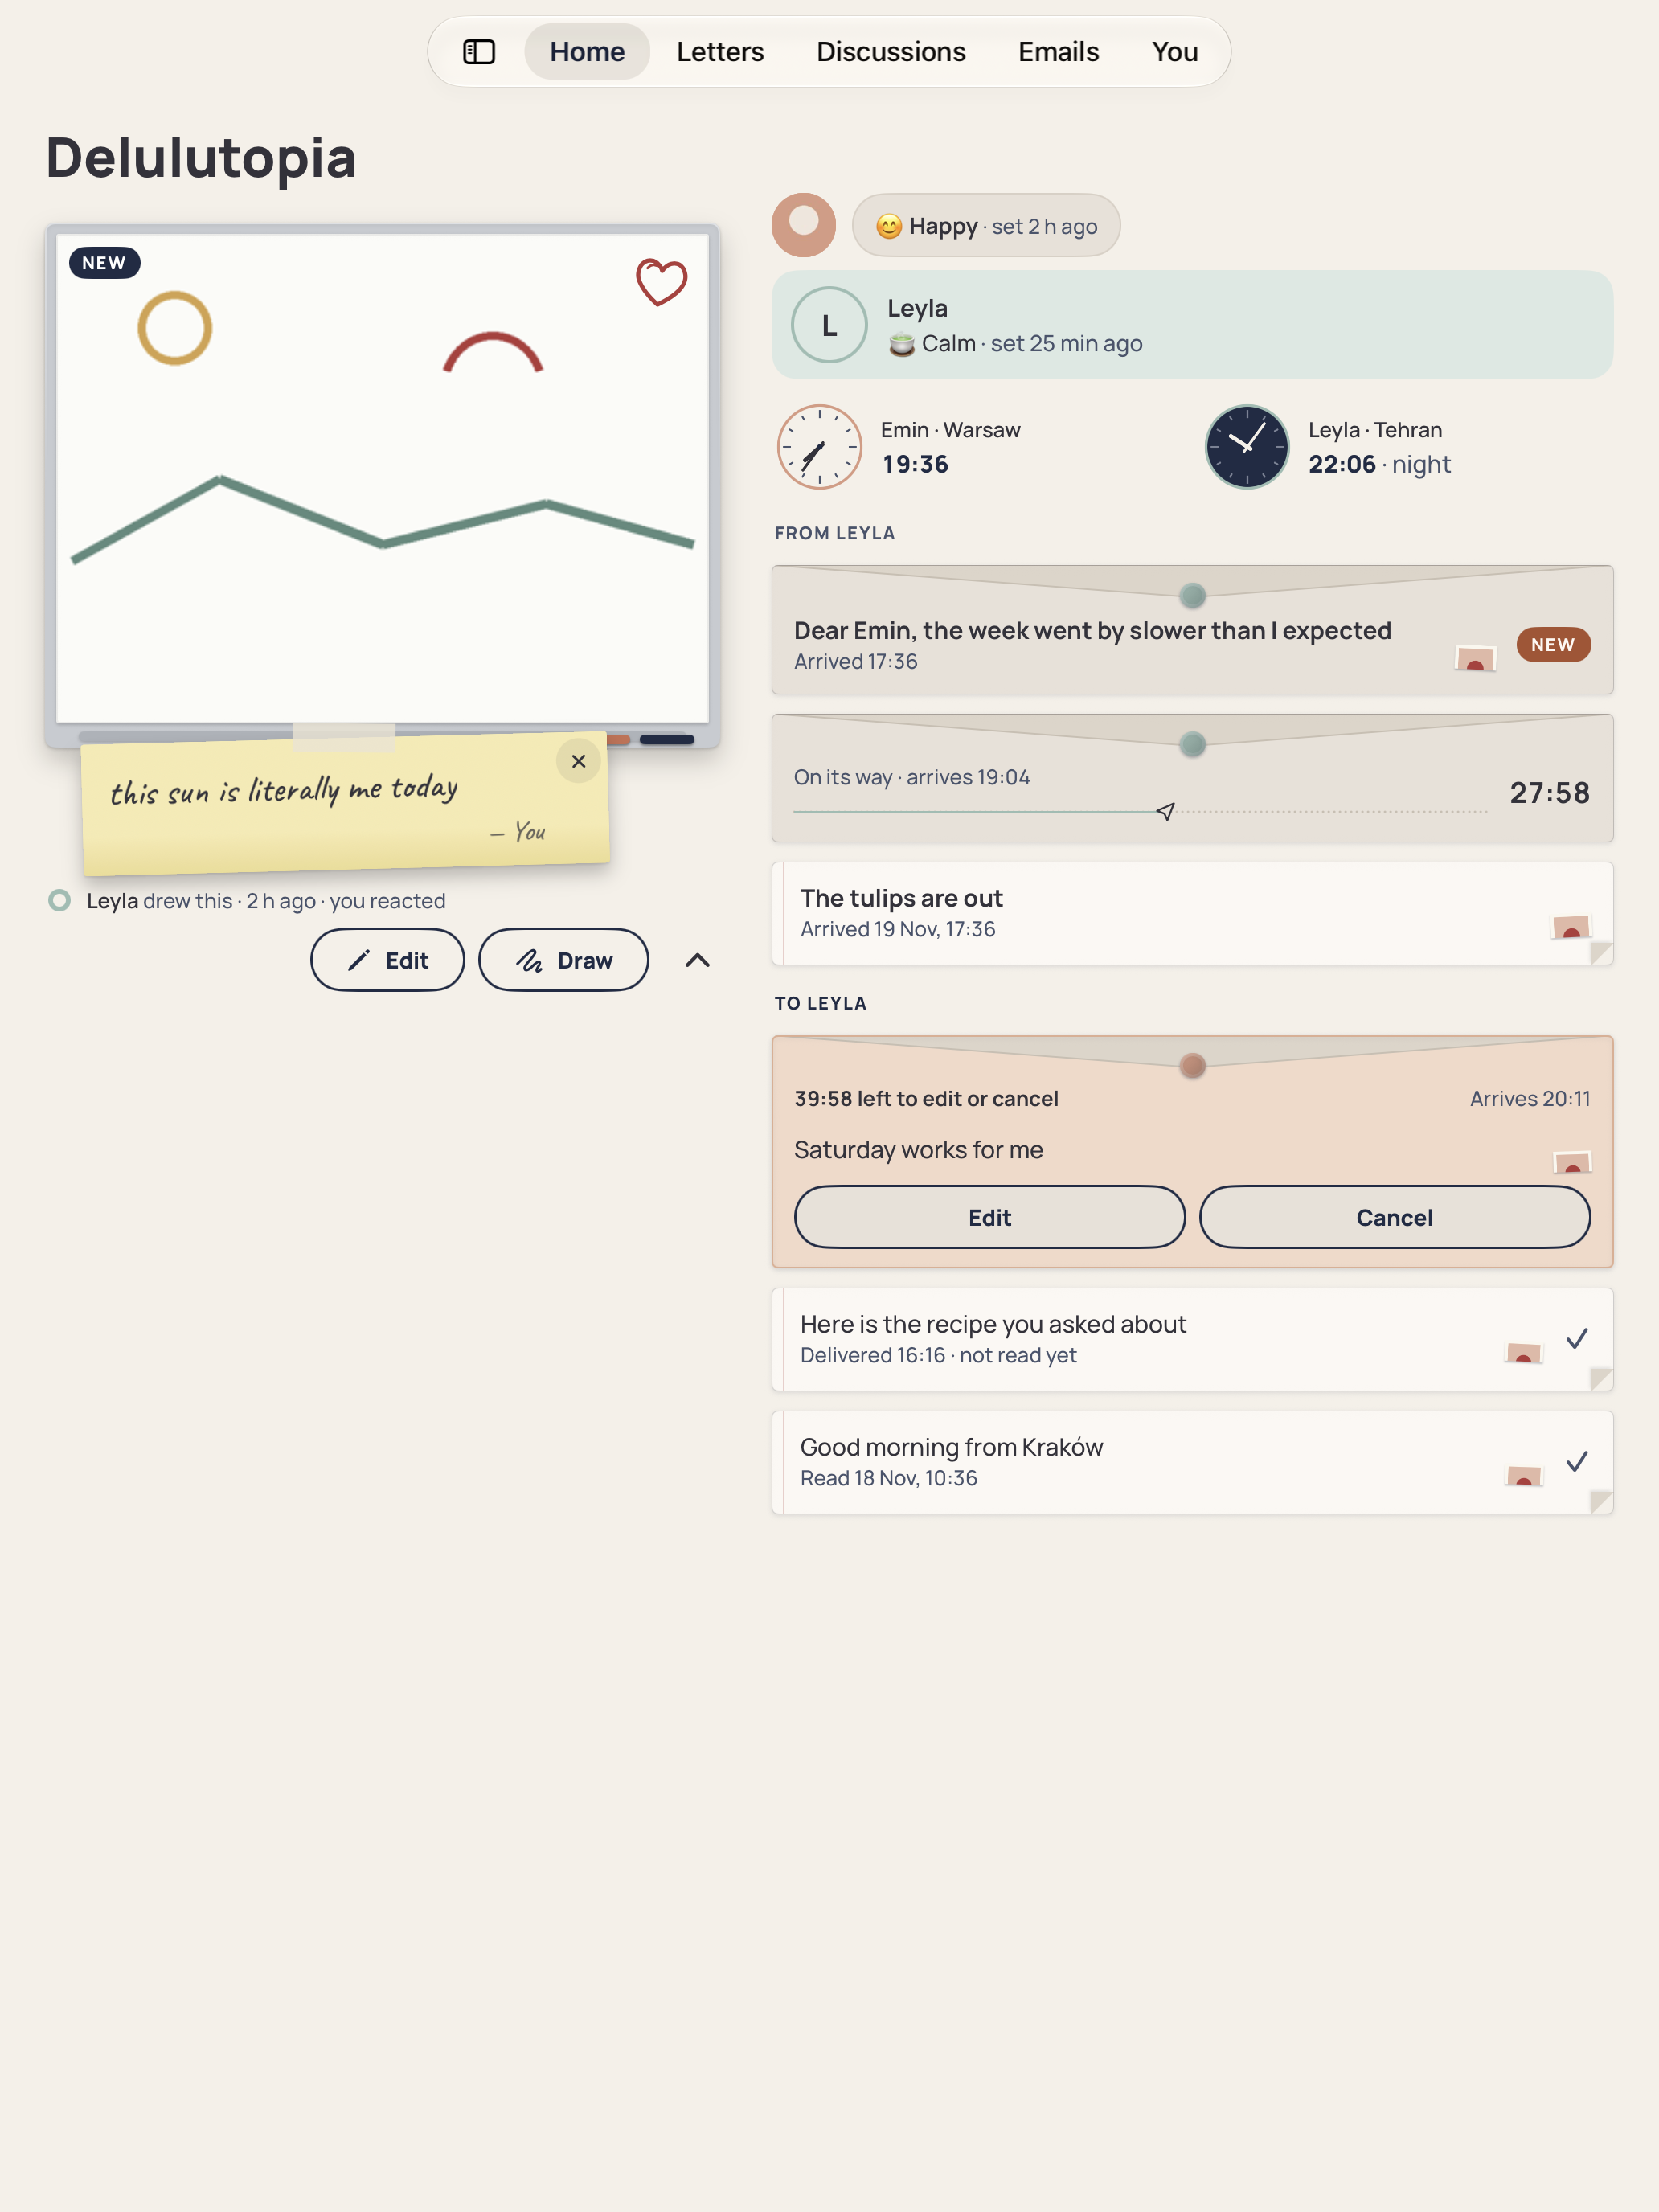 Home Letters Discussions Emails You
Delulutopia
NEW
this sun is literally me today
– You
Leyla drew this · 2 h ago · you reacted
Edit Draw
😊 Happy · set 2 h ago
L
Leyla
🍵 Calm · set 25 min ago
Emin · Warsaw
19:36
Leyla · Tehran
22:06 · night
FROM LEYLA
Dear Emin, the week went by slower than I expected
Arrived 17:36
NEW
On its way · arrives 19:04
27:58
The tulips are out
Arrived 19 Nov, 17:36
TO LEYLA
39:58 left to edit or cancel
Arrives 20:11
Saturday works for me
Edit Cancel
Here is the recipe you asked about
Delivered 16:16 · not read yet
Good morning from Kraków
Read 18 Nov, 10:36